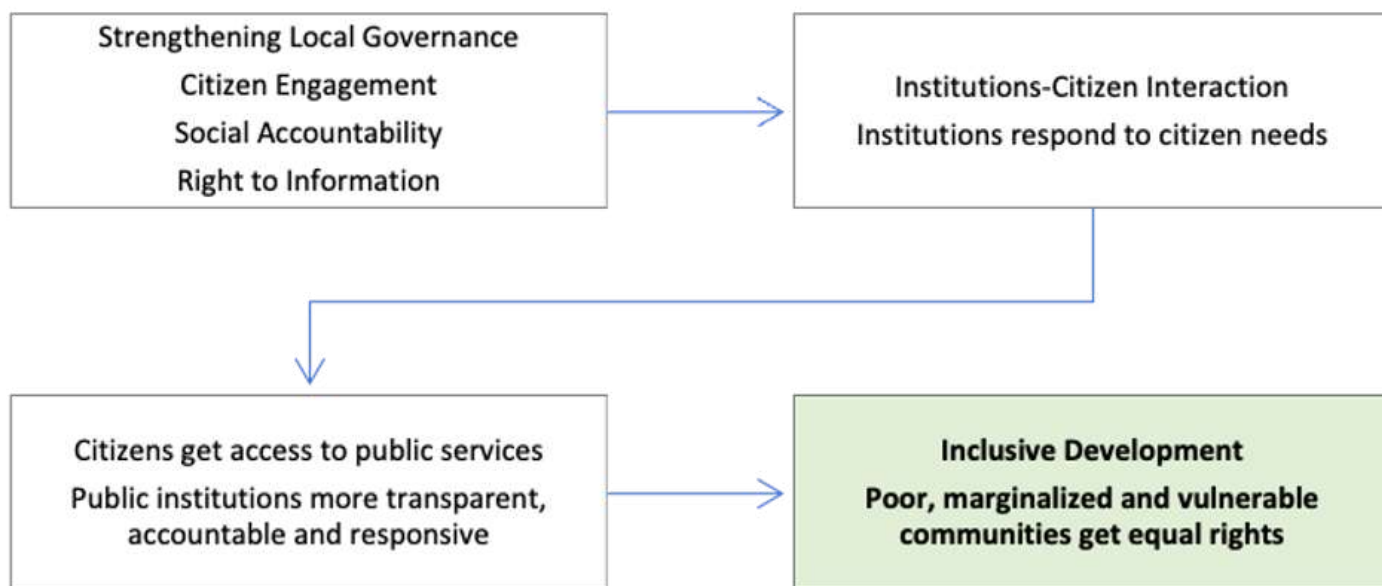 Strengthening Local Governance
Citizen Engagement
Social Accountability
Right to Information
Institutions-Citizen Interaction
Institutions respond to citizen needs
Citizens get access to public services
Public institutions more transparent,
accountable and responsive
Inclusive Development
Poor, marginalized and vulnerable
communities get equal rights